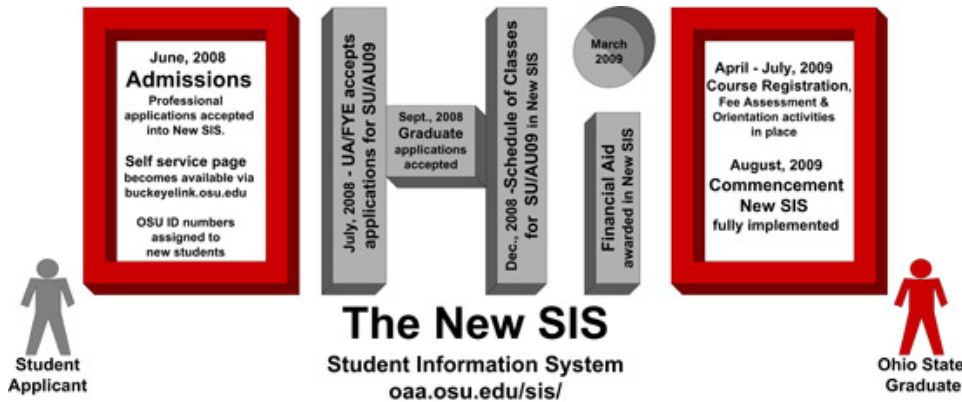 June, 2008
Admissions
Professional
applications accepted
into New SIS.
Self service page
becomes available via
buckeyelink.osu.edu
OSU ID numbers
assigned to
new students
July, 2008 - UA/FYE accepts
applications for SU/AU09
Sept., 2008
Graduate
applications
accepted
Dec., 2008 -Schedule of Classes
for SU/AU09 in New SIS
March
2009
Financial Aid
awarded in New SIS
April - July, 2009
Course Registration,
Fee Assessment &
Orientation activities
in place
August, 2009
Commencement
New SIS
fully implemented
Student
Applicant
The New SIS
Student Information System
oaa.osu.edu/sis/
Ohio State
Graduate